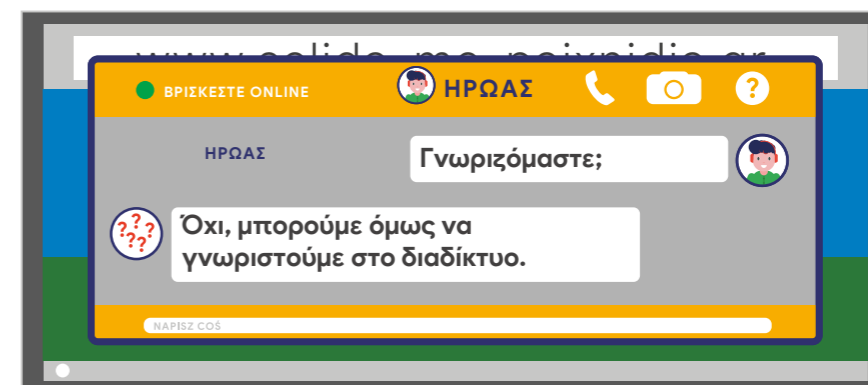 ΒΡΙΣΚΕΣΤΕ ONLINE
ΗΡΩΑΣ
?
ΗΡΩΑΣ
Γνωριζόμαστε;
?????
Όχι, μπορούμε όμως να
γνωριστούμε στο διαδίκτυο.
NAPISZ COŚ